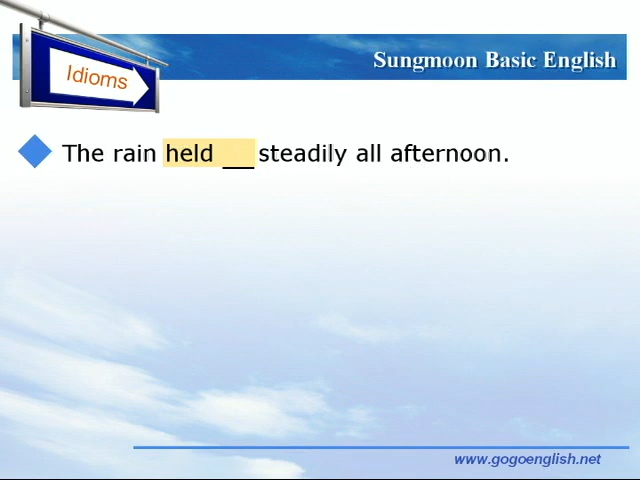 Idioms
Sungmoon Basic English
The rain held __ steadily all afternoon.
www.gogoenglish.net